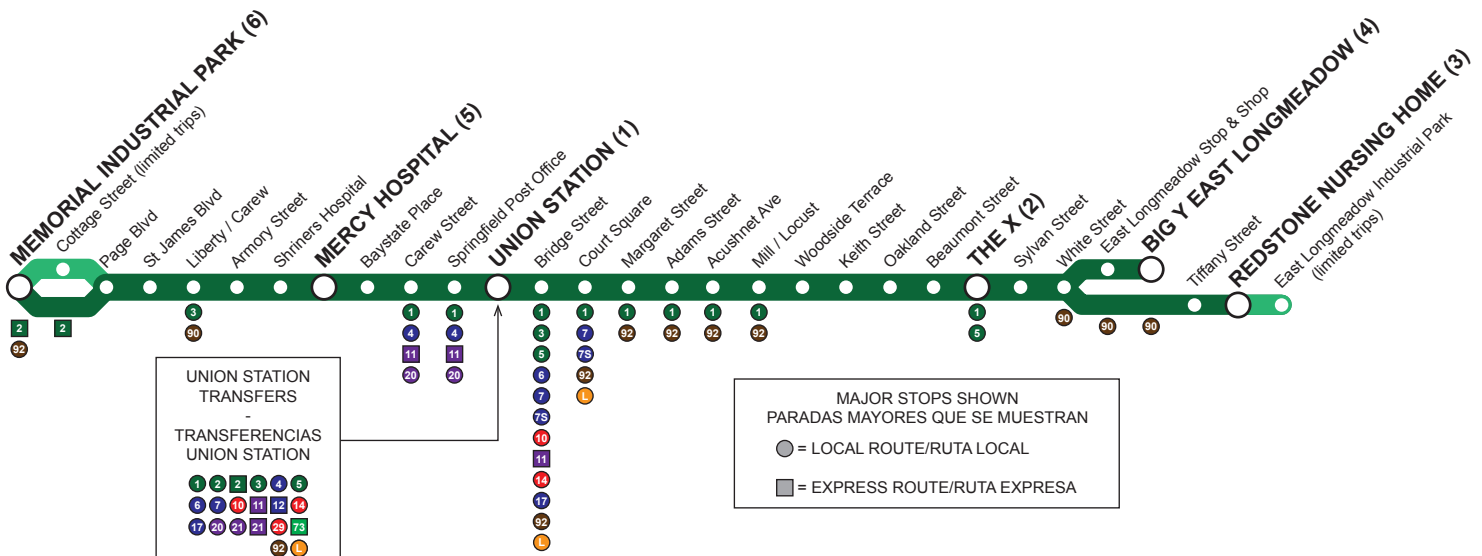 MEMORIAL INDUSTRIAL PARK (6)
Cottage Street (limited trips)
Page Blvd
St James Blvd
Liberty / Carew
Armory Street
Shriners Hospital
MERCY HOSPITAL (5)
Baystate Place
Carew Street
Springfield Post Office
UNION STATION (1)
Bridge Street
Court Square
Margaret Street
Adams Street
Acushnet Ave
Mill / Locust
Woodside Terrace
Keith Street
Oakland Street
Beaumont Street
THE X (2)
Sylvan Street
White Street
East Longmeadow Stop & Shop
BIG Y EAST LONGMEADOW (4)
Tiffany Street
REDSTONE NURSING HOME (3)
East Longmeadow Industrial Park
(limited trips)
2
92
2
3
90
1
4
11
20
1
4
11
20
1
3
5
6
7
7S
10
11
14
17
92
L
1
7
7S
92
L
1
92
1
92
1
92
1
92
1
5
90
90
90
UNION STATION
TRANSFERS
-
TRANSFERENCIAS
UNION STATION
1 2 2 3 4 5
6 7 10 11 12 14
17 20 21 21 29 73
92 L
MAJOR STOPS SHOWN
PARADAS MAYORES QUE SE MUESTRAN
= LOCAL ROUTE/RUTA LOCAL
= EXPRESS ROUTE/RUTA EXPRESA